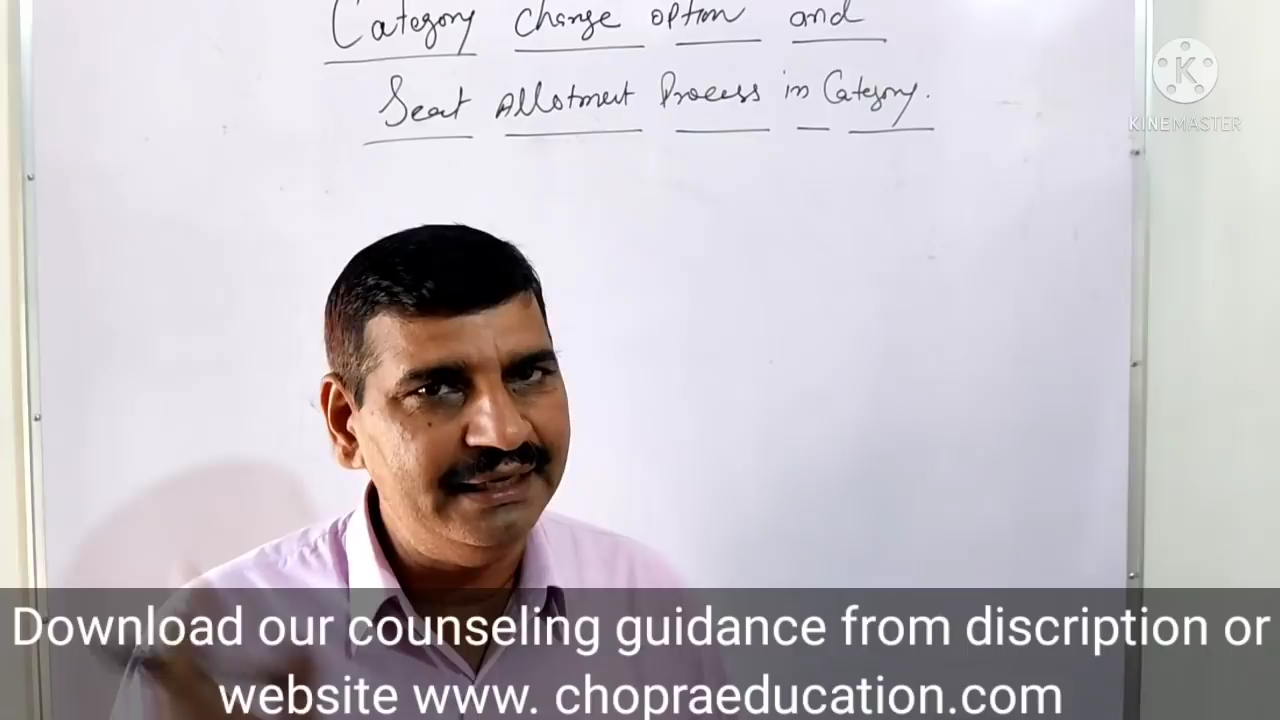 Category change option and
Seat Allotment Process in Category.
K
KINEMASTER
Download our counseling guidance from discription or
website www. chopraeducation.com